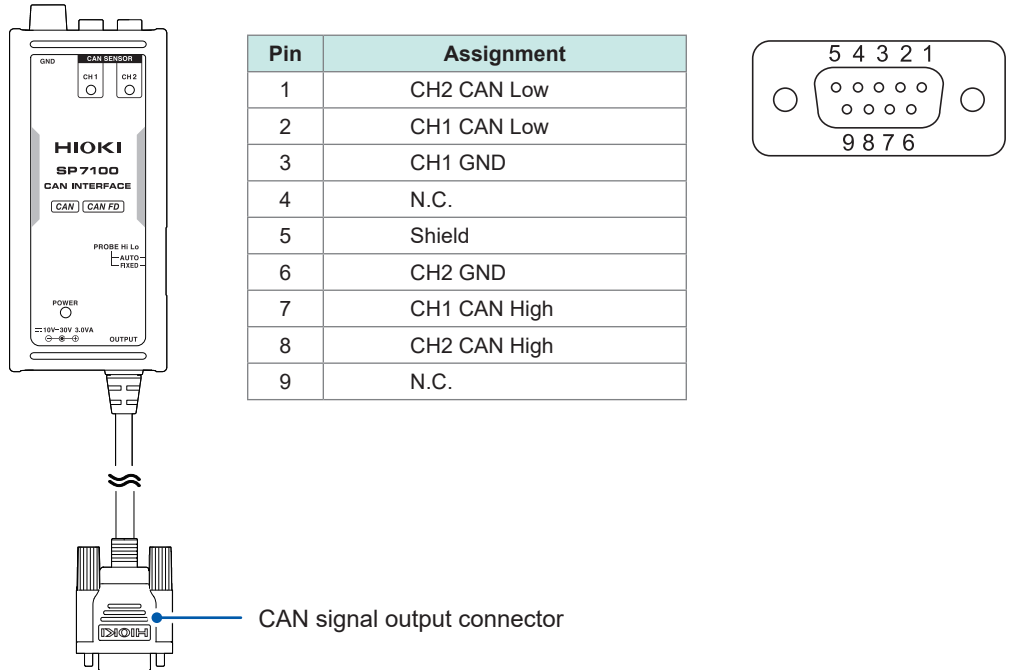 GND
CAN SENSOR
CH 1 CH 2
HIOKI
SP7100
CAN INTERFACE
CAN CAN FD
PROBE Hi Lo
AUTO
FIXED
POWER
10V-30V 3.0VA
OUTPUT
HIOKI
CAN signal output connector
Pin Assignment
1 CH2 CAN Low
2 CH1 CAN Low
3 CH1 GND
4 N.C.
5 Shield
6 CH2 GND
7 CH1 CAN High
8 CH2 CAN High
9 N.C.
5 4 3 2 1
9 8 7 6